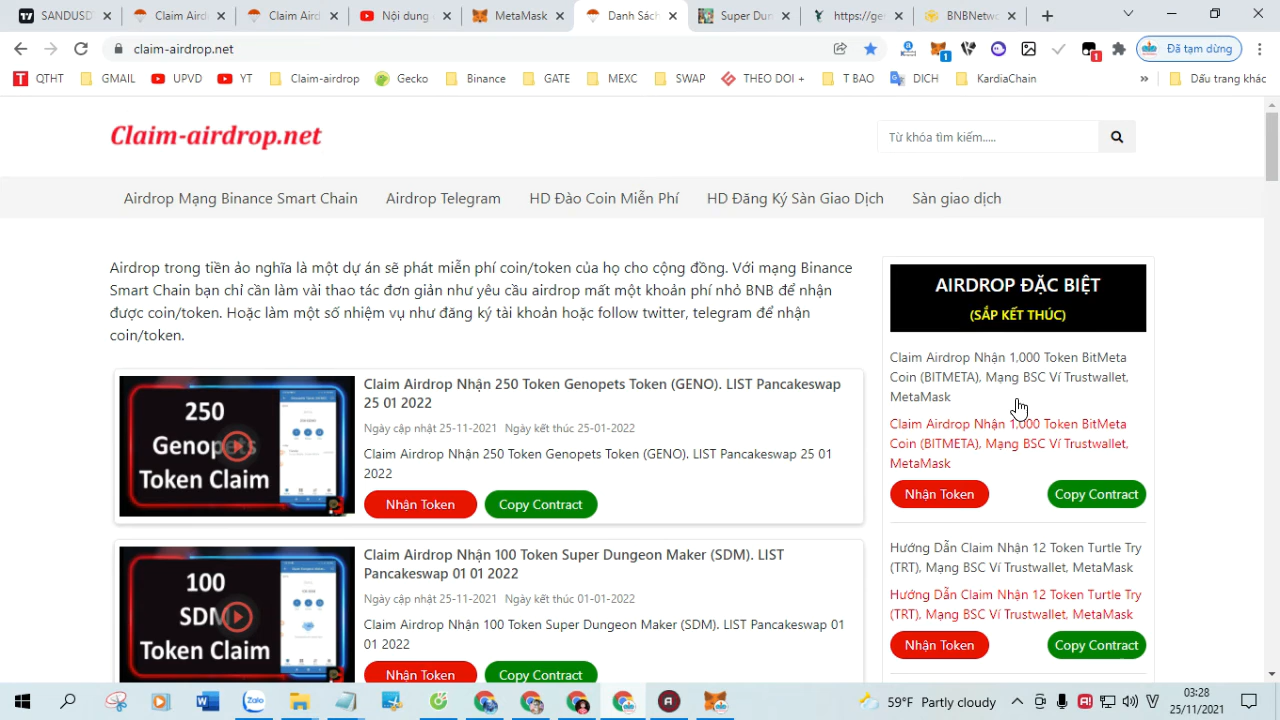 SANDUSD
Claim Aird
Claim Aird
Nội dung
MetaMask
Danh Sách
Super Dun
https://ge
BNBNetwo
claim-airdrop.net
1
1
Đã tạm dừng
QTHT
GMAIL
UPVD
YT
Claim-airdrop
Gecko
Binance
GATE
MEXC
SWAP
THEO DOI +
T BAO
DICH
KardiaChain
»
Dấu trang khác
Claim-airdrop.net
Từ khóa tìm kiếm.....
Airdrop Mạng Binance Smart Chain
Airdrop Telegram
HD Đào Coin Miễn Phí
HD Đăng Ký Sàn Giao Dịch
Sàn giao dịch
Airdrop trong tiền ảo nghĩa là một dự án sẽ phát miễn phí coin/token của họ cho cộng đồng. Với mạng Binance
Smart Chain bạn chỉ cần làm vài thao tác đơn giản như yêu cầu airdrop mất một khoản phí nhỏ BNB để nhận
được coin/token. Hoặc làm một số nhiệm vụ như đăng ký tài khoản hoặc follow twitter, telegram để nhận
coin/token.
250
Genopets
Token Claim
Claim Airdrop Nhận 250 Token Genopets Token (GENO). LIST Pancakeswap
25 01 2022
Ngày cập nhật 25-11-2021 Ngày kết thúc 25-01-2022
Claim Airdrop Nhận 250 Token Genopets Token (GENO). LIST Pancakeswap 25 01
2022
Nhận Token
Copy Contract
100
SDM
Token Claim
Claim Airdrop Nhận 100 Token Super Dungeon Maker (SDM). LIST
Pancakeswap 01 01 2022
Ngày cập nhật 25-11-2021 Ngày kết thúc 01-01-2022
Claim Airdrop Nhận 100 Token Super Dungeon Maker (SDM). LIST Pancakeswap 01
01 2022
Nhận Token
Copy Contract
AIRDROP ĐẶC BIỆT
(SẮP KẾT THÚC)
Claim Airdrop Nhận 1,000 Token BitMeta
Coin (BITMETA), Mạng BSC Ví Trustwallet,
MetaMask
Claim Airdrop Nhận 1,000 Token BitMeta
Coin (BITMETA), Mạng BSC Ví Trustwallet,
MetaMask
Nhận Token
Copy Contract
Hướng Dẫn Claim Nhận 12 Token Turtle Try
(TRT), Mạng BSC Ví Trustwallet, MetaMask
Hướng Dẫn Claim Nhận 12 Token Turtle Try
(TRT), Mạng BSC Ví Trustwallet, MetaMask
Nhận Token
Copy Contract
Zalo
59°F Partly cloudy
03:28
25/11/2021